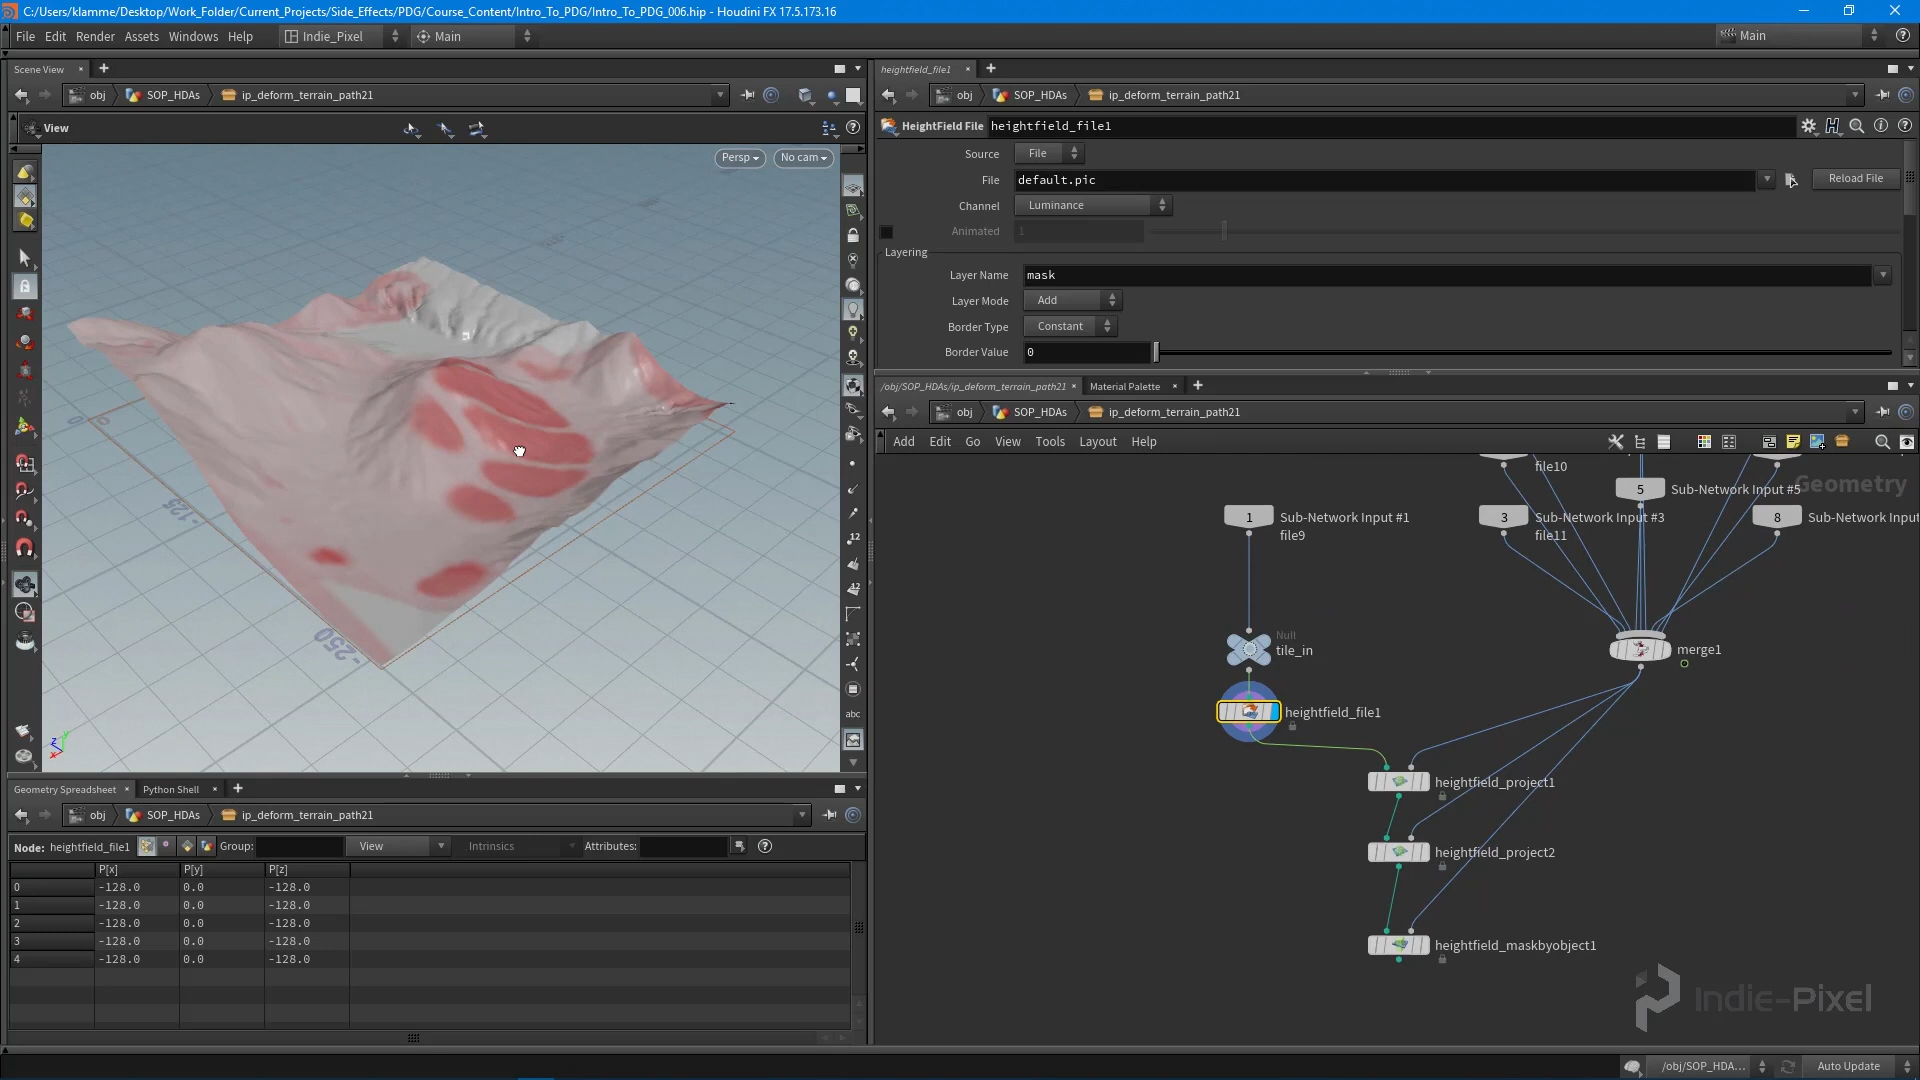 C:/Users/klamme/Desktop/Work_Folder/Current_Projects/Side_Effects/PDG/Course_Content/Intro_To_PDG/Intro_To_PDG_006.hip - Houdini FX 17.5.173.16
File Edit Render Assets Windows Help Indie_Pixel Main Main
Scene View
obj SOP_HDAs ip_deform_terrain_path21
View
Persp No cam
-125
-250
0 0
z x y
12
12
abc
heightfield_file1
obj SOP_HDAs ip_deform_terrain_path21
HeightField File heightfield_file1
Source File
File default.pic Reload File
Channel Luminance
Animated 1
Layering
Layer Name mask
Layer Mode Add
Border Type Constant
Border Value 0
/obj/SOP_HDAs/ip_deform_terrain_path21 Material Palette
obj SOP_HDAs ip_deform_terrain_path21
Add Edit Go View Tools Layout Help
Geometry
file10
5 Sub-Network Input #5
1 Sub-Network Input #1
file9
3 Sub-Network Input #3
file11
8 Sub-Network Input
Null
tile_in
merge1
heightfield_file1
heightfield_project1
heightfield_project2
heightfield_maskbyobject1
Indie-Pixel
Geometry Spreadsheet Python Shell
obj SOP_HDAs ip_deform_terrain_path21
Node: heightfield_file1 Group: View Intrinsics Attributes:
P[x] P[y] P[z]
0 -128.0 0.0 -128.0
1 -128.0 0.0 -128.0
2 -128.0 0.0 -128.0
3 -128.0 0.0 -128.0
4 -128.0 0.0 -128.0
/obj/SOP_HDA... Auto Update